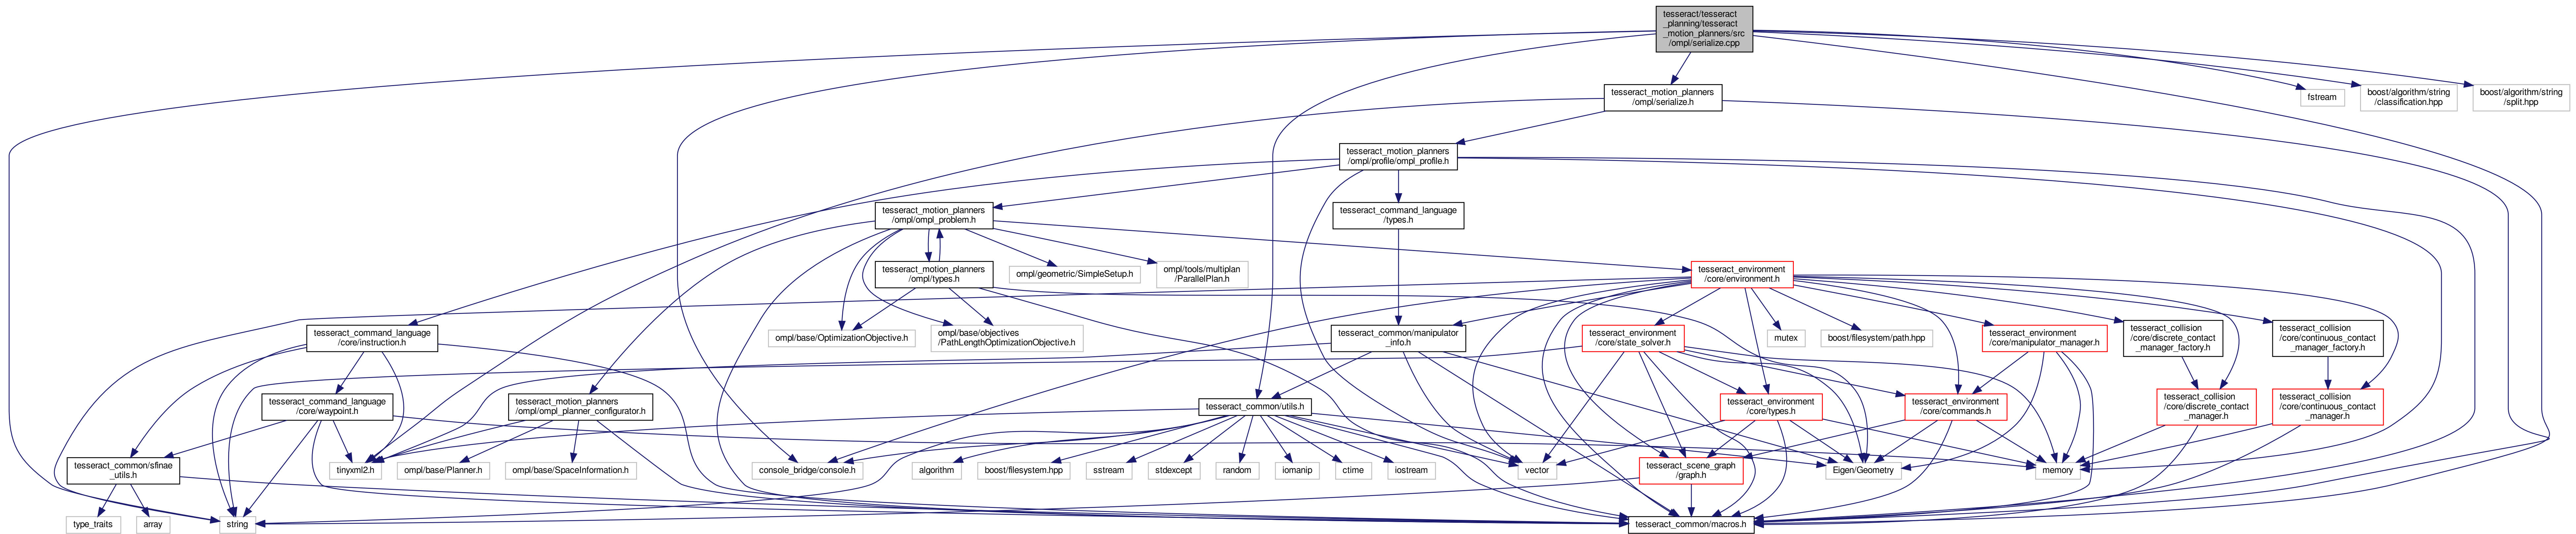 tesseract/tesseract
_planning/tesseract
_motion_planners/src
/ompl/serialize.cpp
tesseract_motion_planners
/ompl/serialize.h
fstream
boost/algorithm/string
/classification.hpp
boost/algorithm/string
/split.hpp
tesseract_motion_planners
/ompl/profile/ompl_profile.h
tesseract_motion_planners
/ompl/ompl_problem.h
tesseract_command_language
/types.h
tesseract_motion_planners
/ompl/types.h
ompl/geometric/SimpleSetup.h
ompl/tools/multiplan
/ParallelPlan.h
tesseract_environment
/core/environment.h
tesseract_command_language
/core/instruction.h
ompl/base/OptimizationObjective.h
ompl/base/objectives
/PathLengthOptimizationObjective.h
tesseract_common/manipulator
_info.h
tesseract_environment
/core/state_solver.h
mutex
boost/filesystem/path.hpp
tesseract_environment
/core/manipulator_manager.h
tesseract_collision
/core/discrete_contact
_manager_factory.h
tesseract_collision
/core/continuous_contact
_manager_factory.h
tesseract_command_language
/core/waypoint.h
tesseract_motion_planners
/ompl/ompl_planner_configurator.h
tesseract_common/utils.h
tesseract_environment
/core/types.h
tesseract_environment
/core/commands.h
tesseract_collision
/core/discrete_contact
_manager.h
tesseract_collision
/core/continuous_contact
_manager.h
tesseract_common/sfinae
_utils.h
tinyxml2.h
ompl/base/Planner.h
ompl/base/SpaceInformation.h
console_bridge/console.h
algorithm
boost/filesystem.hpp
sstream
stdexcept
random
iomanip
ctime
iostream
vector
tesseract_scene_graph
/graph.h
Eigen/Geometry
memory
type_traits
array
string
tesseract_common/macros.h